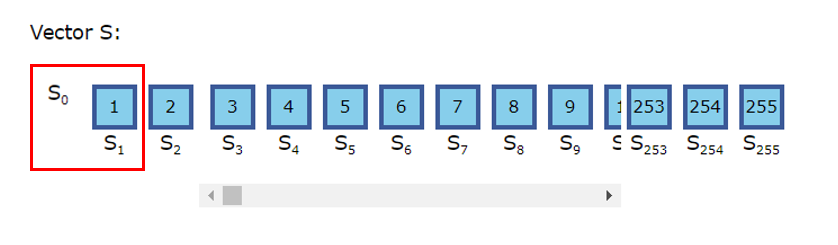 Vector S:
S₀ 1 2 3 4 5 6 7 8 9 253 254 255
S₁ S₂ S₃ S₄ S₅ S₆ S₇ S₈ S₉ S₂₅₃ S₂₅₄ S₂₅₅